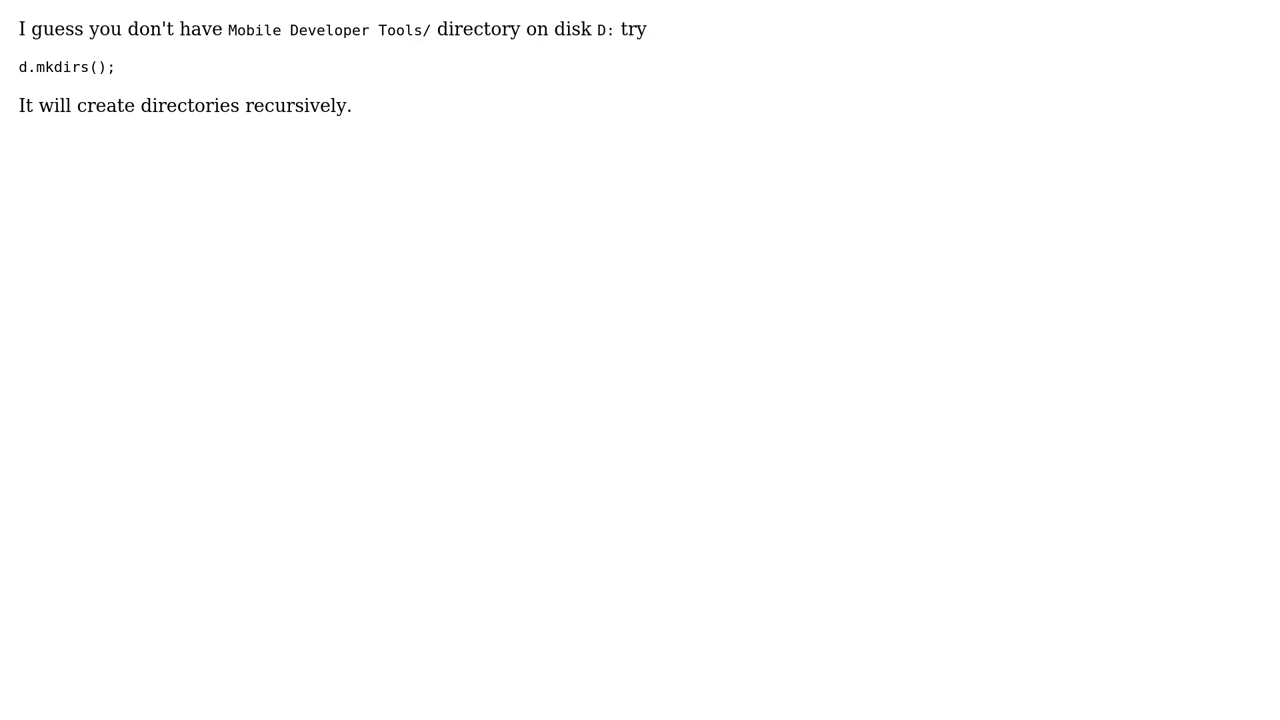 I guess you don't have Mobile Developer Tools/ directory on disk D: try
d.mkdirs();
It will create directories recursively.